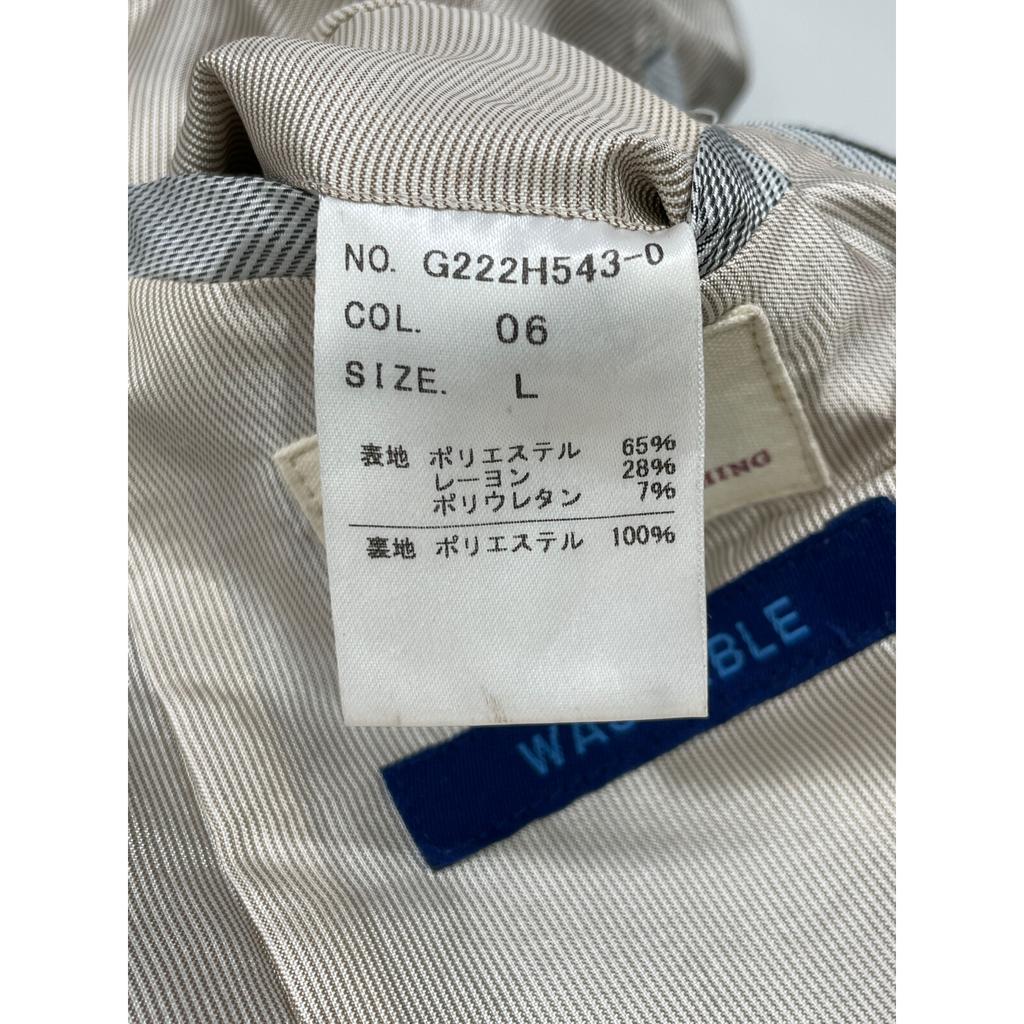 NO. G222H543-0
COL. 06
SIZE. L
表地 ポリエステル 65%
レーヨン 28%
ポリウレタン 7%
裏地 ポリエステル 100%